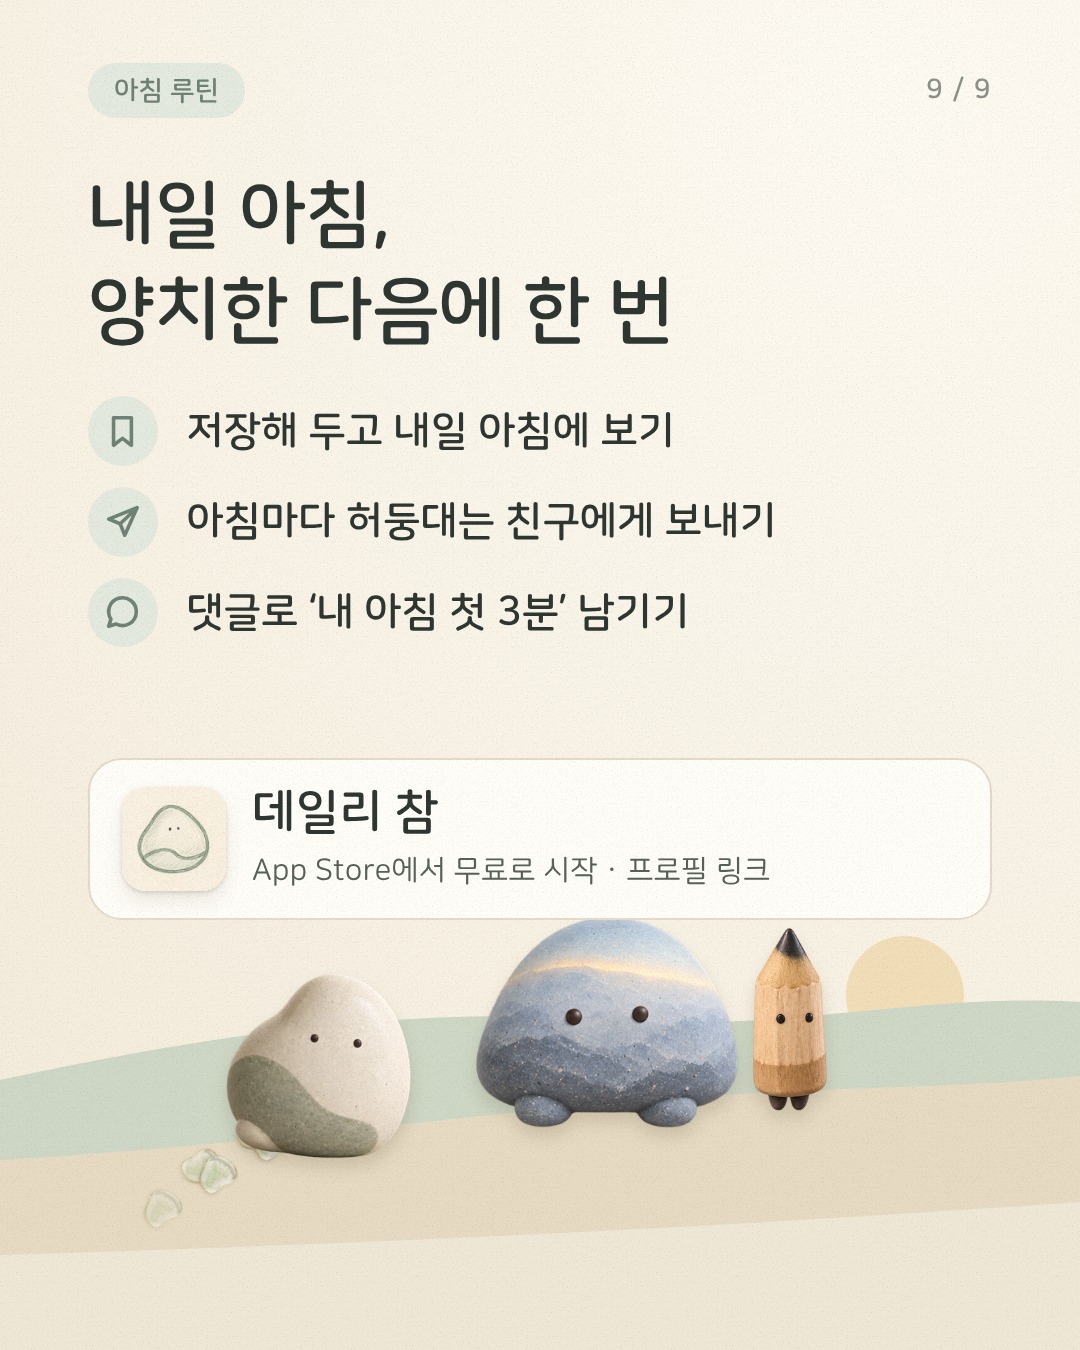 아침 루틴
9 / 9
내일 아침,
양치한 다음에 한 번
저장해 두고 내일 아침에 보기
아침마다 허둥대는 친구에게 보내기
댓글로 ‘내 아침 첫 3분’ 남기기
데일리 참
App Store에서 무료로 시작 · 프로필 링크